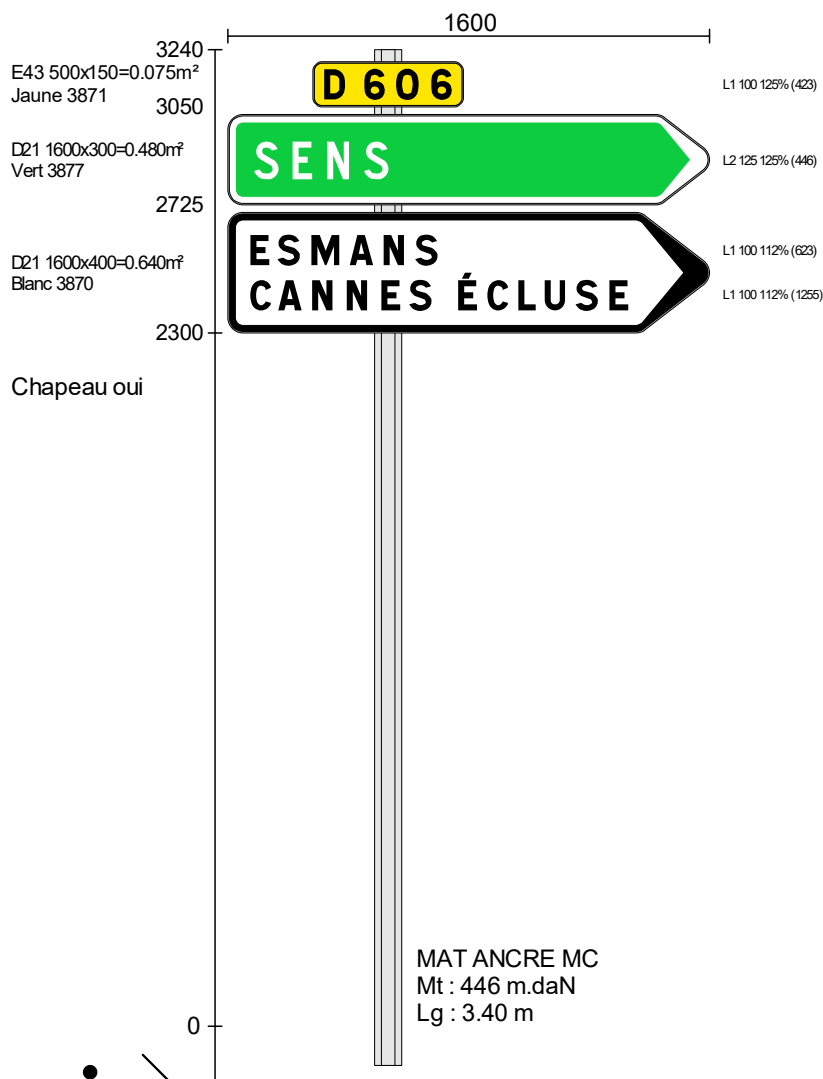 1600
3240
E43 500x150=0.075m²
Jaune 3871
D 606
L1 100 125% (423)
3050
D21 1600x300=0.480m²
Vert 3877
SENS
L2 125 125% (446)
2725
D21 1600x400=0.640m²
Blanc 3870
ESMANS
CANNES ÉCLUSE
L1 100 112% (623)
L1 100 112% (1255)
2300
Chapeau oui
MAT ANCRE MC
Mt : 446 m.daN
Lg : 3.40 m
0